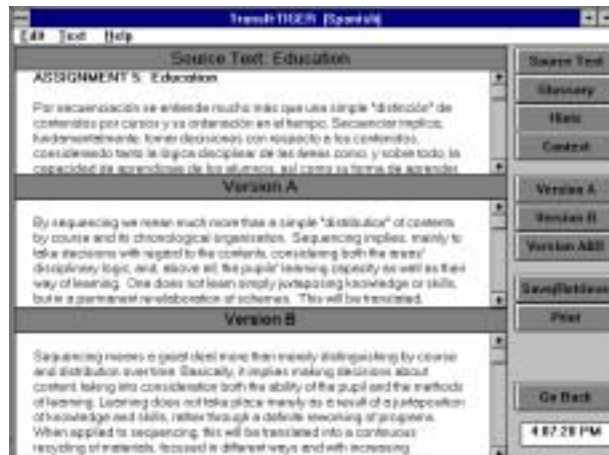 TransIt-TIGER (Spanish)
Edit Text Help
Source Text: Education
ASSIGNMENT 5: Education
Por secuenciación se entiende mucho más que una simple "distinción" de
contenidos por cursos y su ordenación en el tiempo. Secuenciar implica,
fundamentalmente, tomar decisiones con respecto a los contenidos,
considerando tanto la lógica disciplinar de las áreas como, y sobre todo, la
capacidad de aprendizaje de los alumnos, así como su forma de aprender
Version A
By sequencing we mean much more than a simple "distribution" of contents
by course and its chronological organisation. Sequencing implies, mainly to
take decisions with regard to the contents, considering both the areas'
disciplinary logic, and, above all, the pupils' learning capacity as well as their
way of learning. One does not learn simply juxtaposing knowledge or skills,
but in a permanent re-elaboration of schemes. This will be translated,
Version B
Sequencing means a great deal more than merely distinguishing by course
and distribution over time. Basically, it implies making decisions about
content taking into consideration both the ability of the pupil and the methods
of learning. Learning does not take place merely as a result of a juxtaposition
of knowledge and skills, rather through a definite reworking of programs.
When applied to sequencing, this will be translated into a continuous
recycling of materials, focused in different ways and with increasing
Source Text
Glossary
Hints
Context
Version A
Version B
Version A&B
Save/Retrieve
Print
Go Back
4:07:20 PM